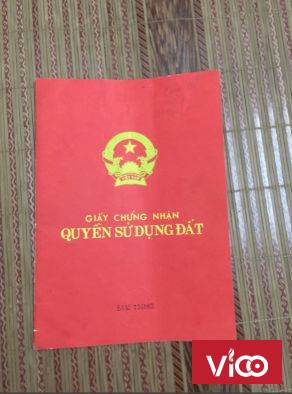 GIẤY CHỨNG NHẬN
QUYỀN SỬ DỤNG ĐẤT
VICO